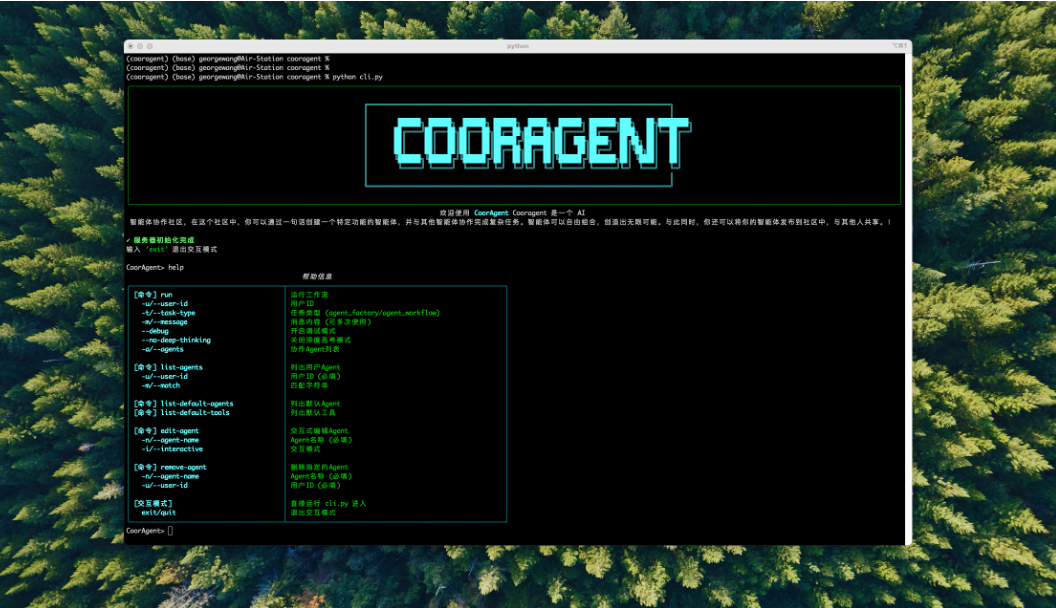 python
⌥⌘1
(cooragent) (base) georgewang@Air-Station cooragent %
(cooragent) (base) georgewang@Air-Station cooragent %
(cooragent) (base) georgewang@Air-Station cooragent % python cli.py
COORAGENT
欢迎使用 CoorAgent Cooragent 是一个 AI
智能体协作社区，在这个社区中，你可以通过一句话创建一个特定功能的智能体，并与其他智能体协作完成复杂任务。智能体可以自由组合，创造出无限可能。与此同时，你还可以将你的智能体发布到社区中，与其他人共享。！
✓ 服务器初始化完成
输入 'exit' 退出交互模式
CoorAgent> help
帮助信息
[命令] run 运行工作流
-u/--user-id 用户ID
-t/--task-type 任务类型 (agent_factory/agent_workflow)
-m/--message 消息内容 (可多次使用)
--debug 开启调试模式
--no-deep-thinking 关闭深度思考模式
-a/--agents 协作Agent列表
[命令] list-agents 列出用户Agent
-u/--user-id 用户ID (必填)
-m/--match 匹配字符串
[命令] list-default-agents 列出默认Agent
[命令] list-default-tools 列出默认工具
[命令] edit-agent 交互式编辑Agent
-n/--agent-name Agent名称 (必填)
-i/--interactive 交互模式
[命令] remove-agent 删除指定的Agent
-n/--agent-name Agent名称 (必填)
-u/--user-id 用户ID (必填)
[交互模式] 直接运行 cli.py 进入
exit/quit 退出交互模式
CoorAgent>